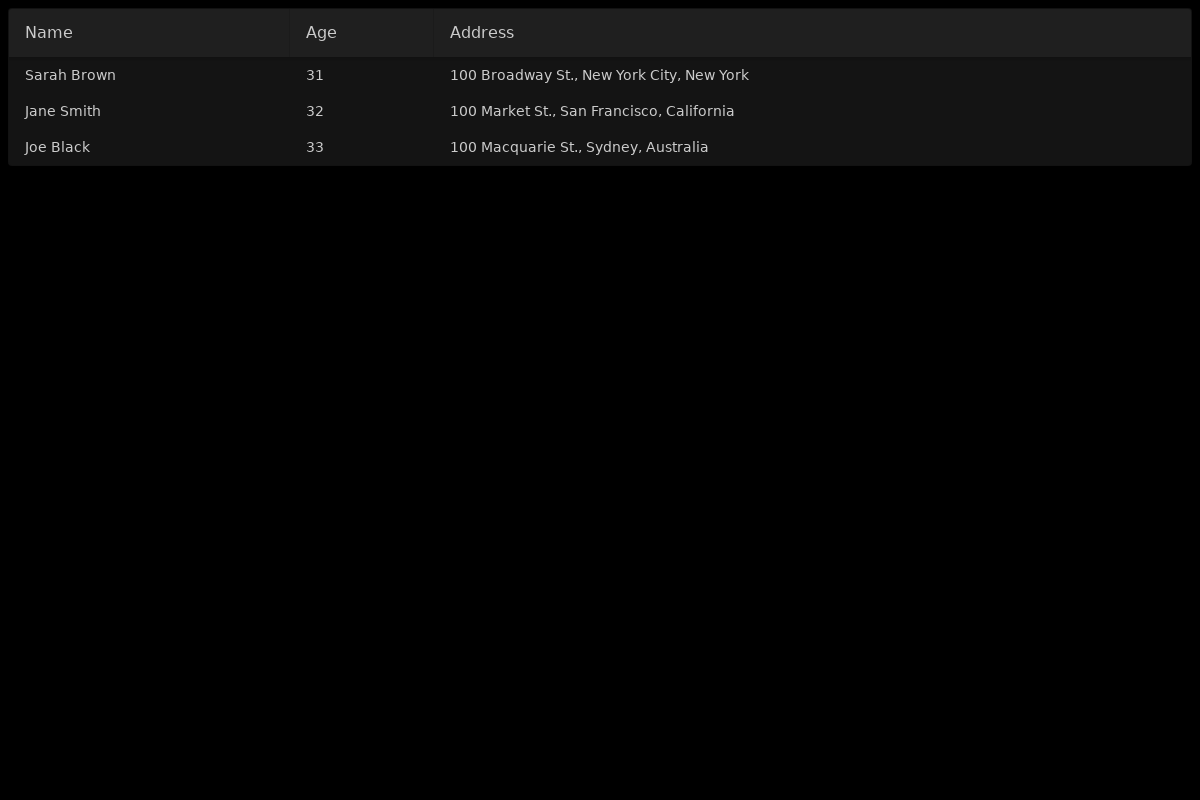 Name Age Address
Sarah Brown 31 100 Broadway St., New York City, New York
Jane Smith 32 100 Market St., San Francisco, California
Joe Black 33 100 Macquarie St., Sydney, Australia